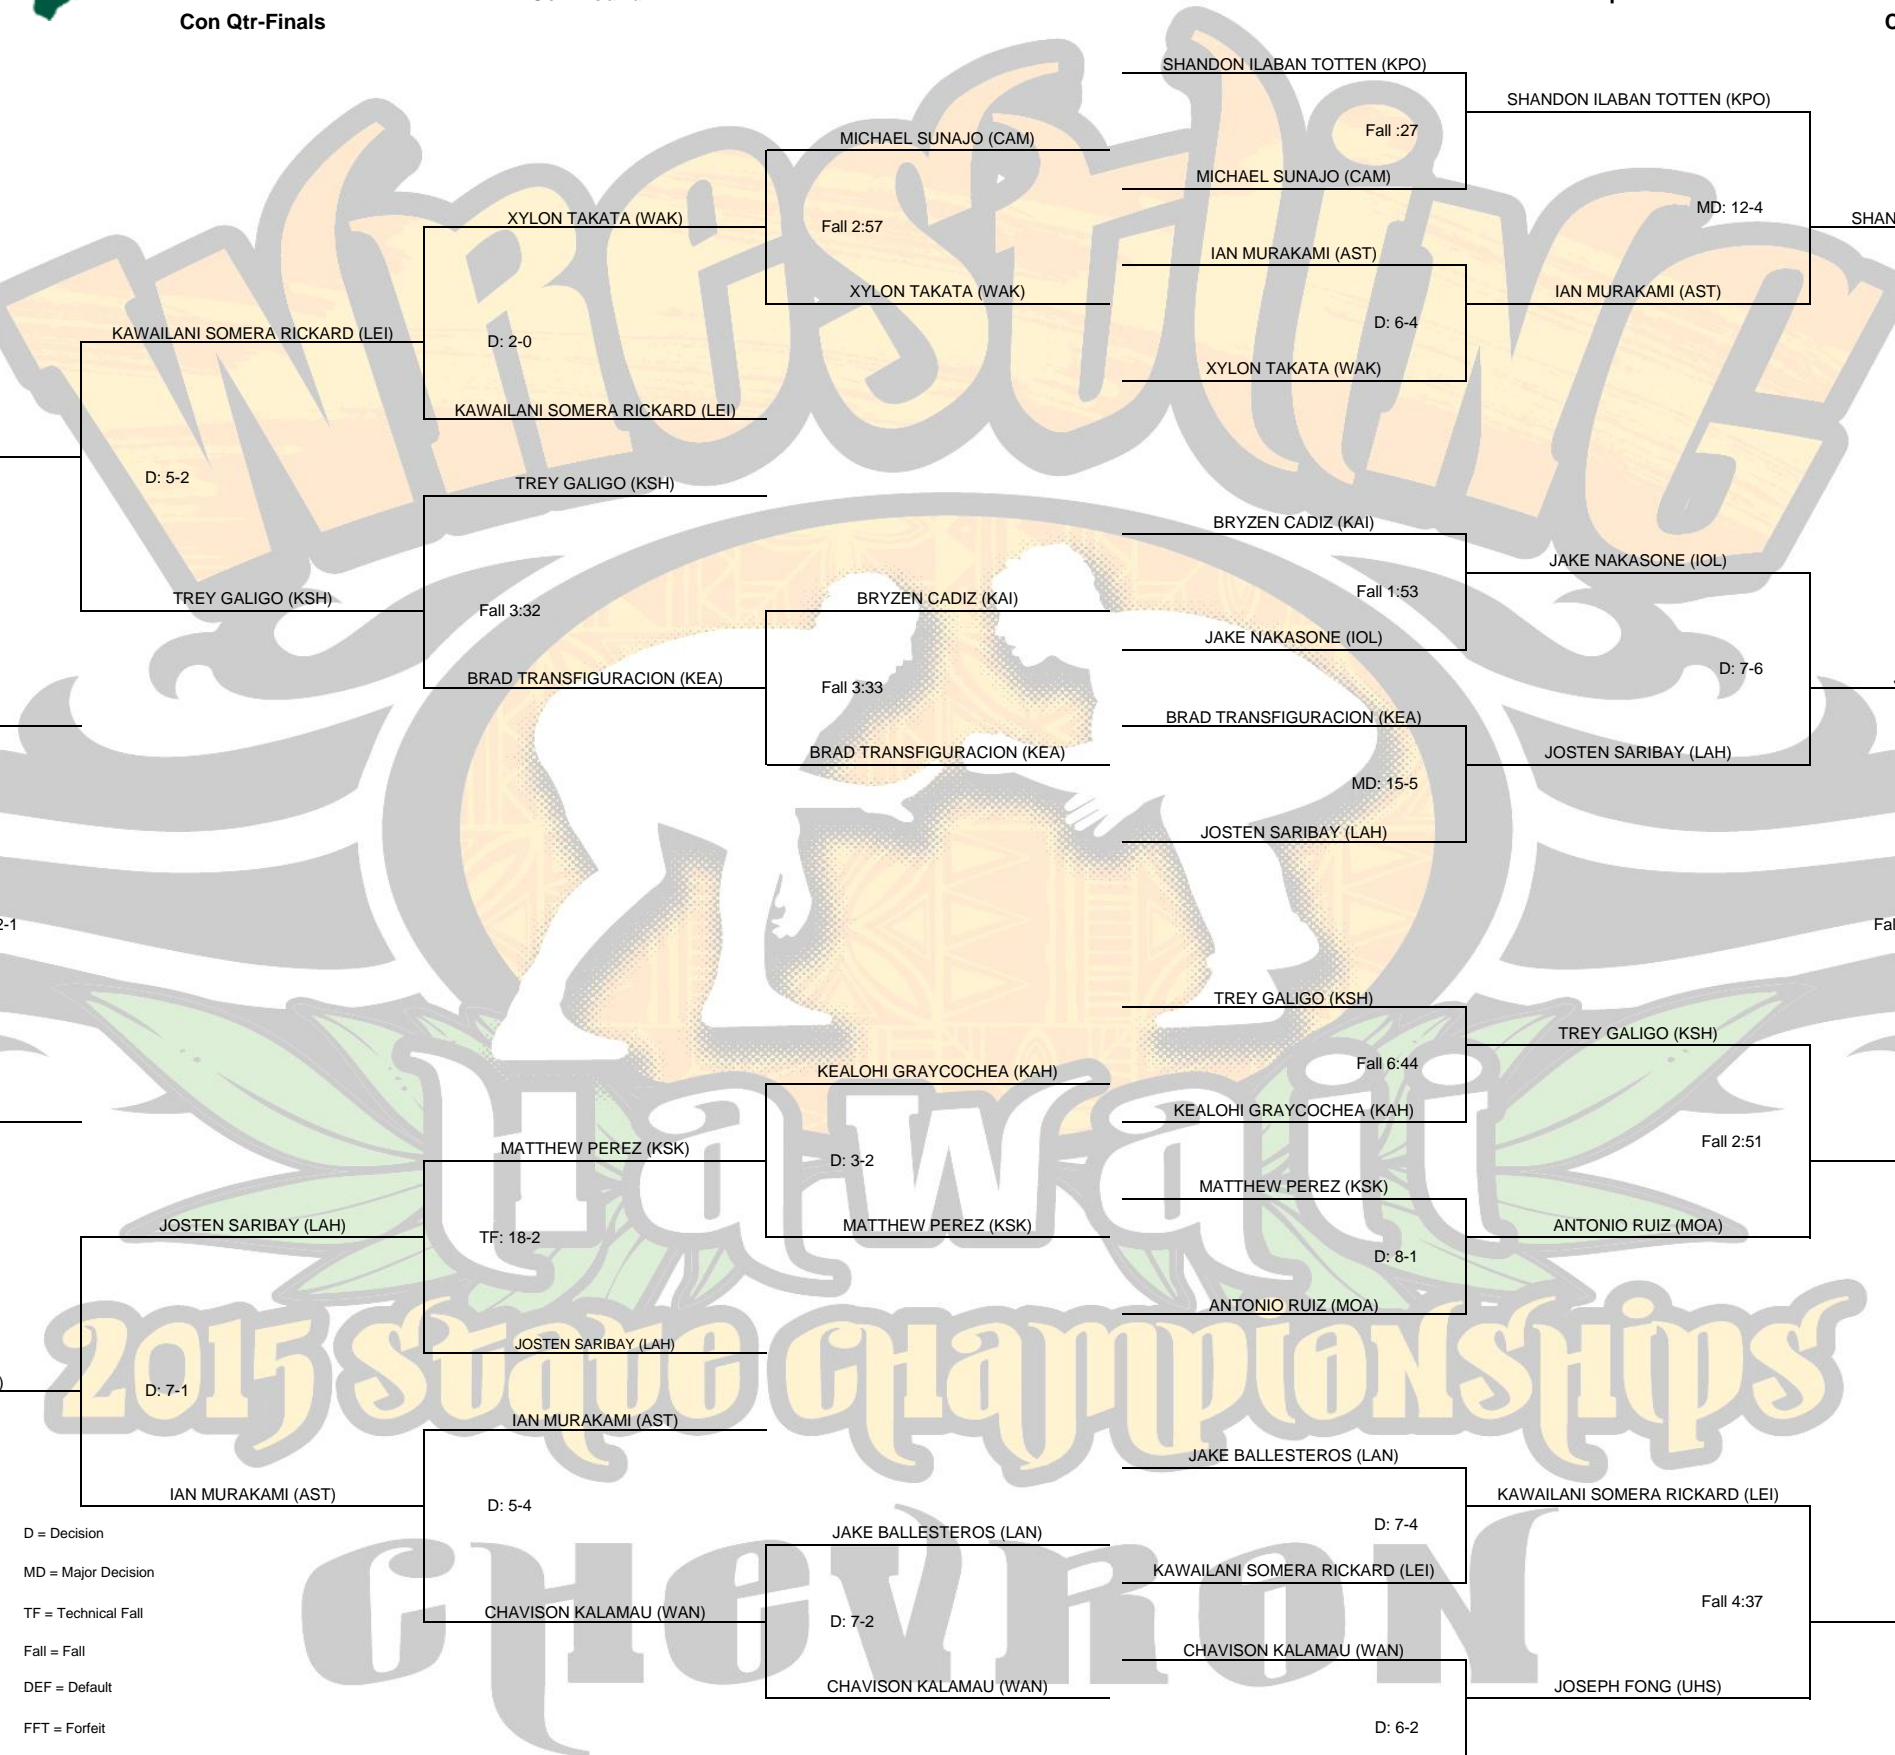 Con Qtr-Finals
SHANDON ILABAN TOTTEN (KPO)
SHANDON ILABAN TOTTEN (KPO)
Fall :27
MICHAEL SUNAJO (CAM)
MICHAEL SUNAJO (CAM)
MD: 12-4
XYLON TAKATA (WAK)
SHAN
Fall 2:57
IAN MURAKAMI (AST)
XYLON TAKATA (WAK)
IAN MURAKAMI (AST)
D: 6-4
KAWAILANI SOMERA RICKARD (LEI)
D: 2-0
XYLON TAKATA (WAK)
KAWAILANI SOMERA RICKARD (LEI)
D: 5-2
TREY GALIGO (KSH)
BRYZEN CADIZ (KAI)
JAKE NAKASONE (IOL)
Fall 1:53
TREY GALIGO (KSH)
BRYZEN CADIZ (KAI)
Fall 3:32
JAKE NAKASONE (IOL)
D: 7-6
BRAD TRANSFIGURACION (KEA)
Fall 3:33
BRAD TRANSFIGURACION (KEA)
BRAD TRANSFIGURACION (KEA)
JOSTEN SARIBAY (LAH)
MD: 15-5
JOSTEN SARIBAY (LAH)
2-1
Fal
TREY GALIGO (KSH)
TREY GALIGO (KSH)
Fall 6:44
KEALOHI GRAYCOCHEA (KAH)
KEALOHI GRAYCOCHEA (KAH)
Fall 2:51
MATTHEW PEREZ (KSK)
D: 3-2
MATTHEW PEREZ (KSK)
JOSTEN SARIBAY (LAH)
MATTHEW PEREZ (KSK)
ANTONIO RUIZ (MOA)
TF: 18-2
D: 8-1
ANTONIO RUIZ (MOA)
JOSTEN SARIBAY (LAH)
)
D: 7-1
IAN MURAKAMI (AST)
JAKE BALLESTEROS (LAN)
IAN MURAKAMI (AST)
KAWAILANI SOMERA RICKARD (LEI)
D: 5-4
D: 7-4
D = Decision
JAKE BALLESTEROS (LAN)
MD = Major Decision
KAWAILANI SOMERA RICKARD (LEI)
Fall 4:37
TF = Technical Fall
CHAVISON KALAMAU (WAN)
D: 7-2
Fall = Fall
CHAVISON KALAMAU (WAN)
DEF = Default
CHAVISON KALAMAU (WAN)
JOSEPH FONG (UHS)
FFT = Forfeit
D: 6-2
WRESTLING
HAWAII
2015 STATE CHAMPIONSHIPS
CHEVRON